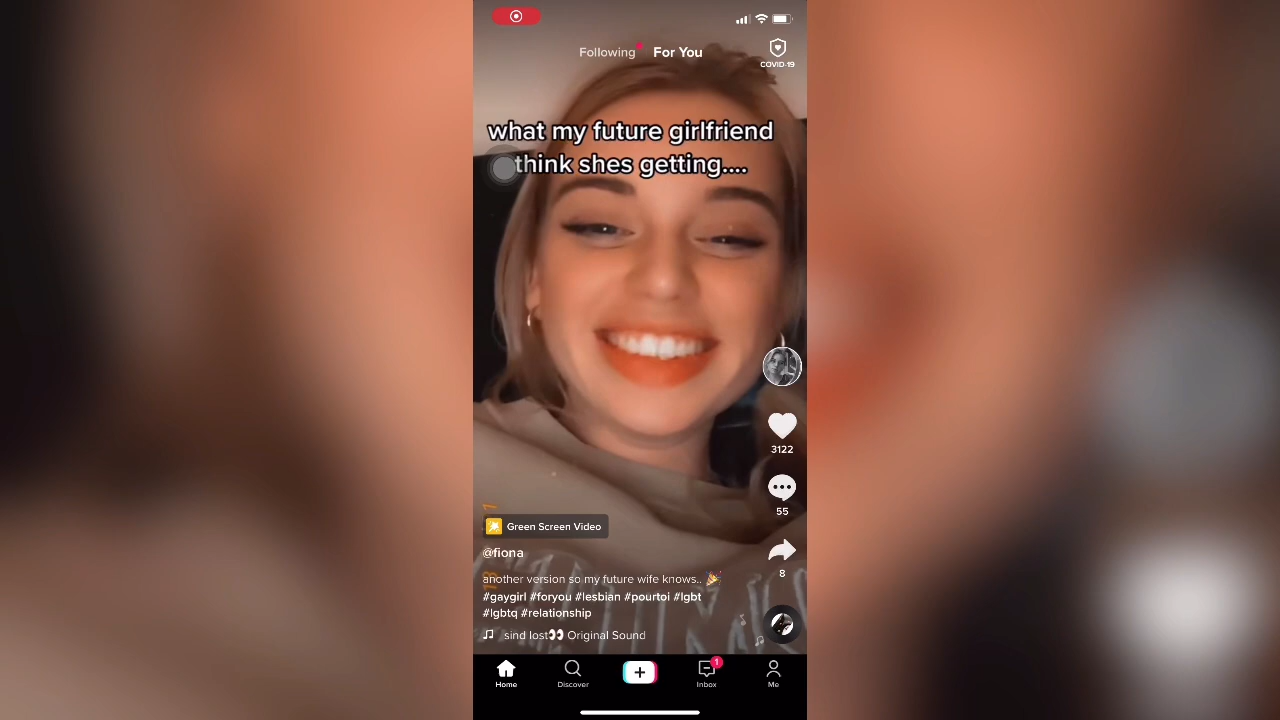 Following For You
COVID-19
what my future girlfriend
think shes getting....
3122
55
Green Screen Video
@fiona
8
another version so my future wife knows.. 🎉
#gaygirl #foryou #lesbian #pourtoi #lgbt
#lgbtq #relationship
sind lost👀 Original Sound
1
Home Discover Inbox Me